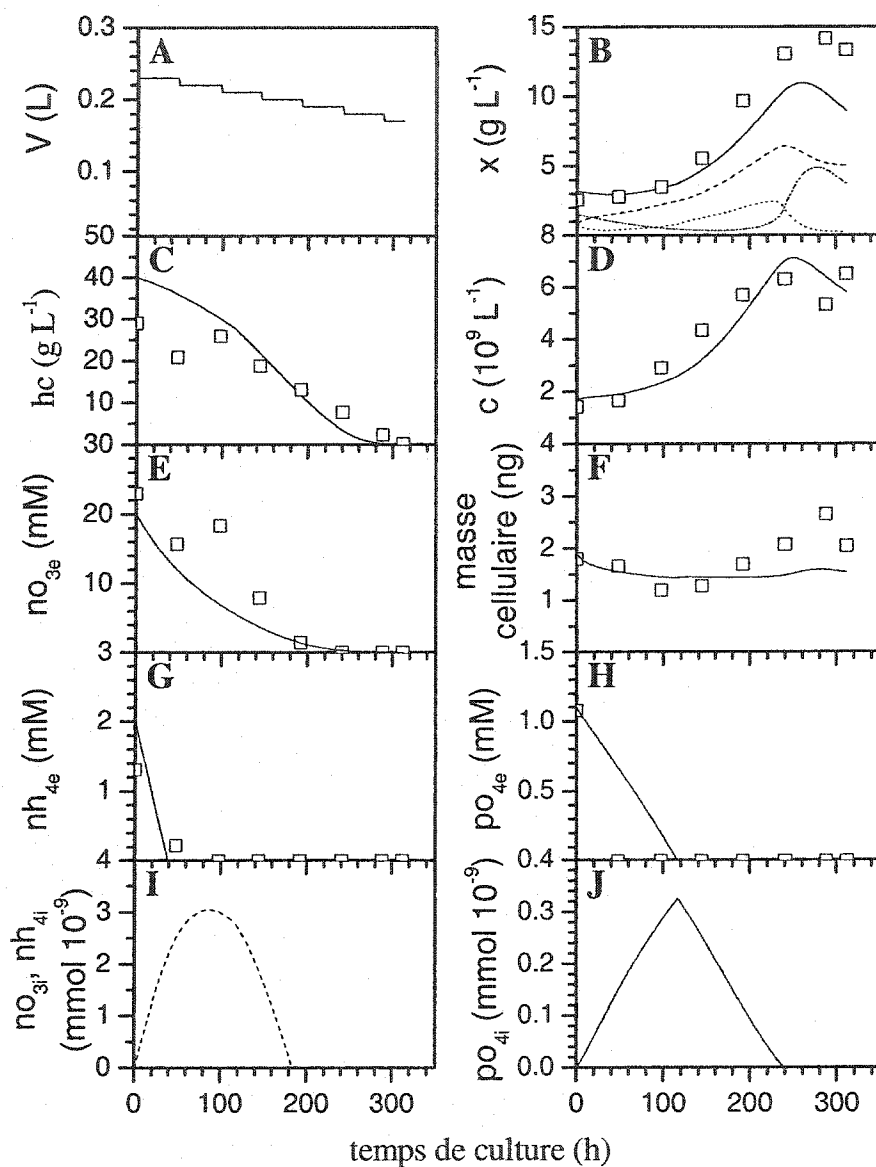 A
V (L)
0.3
0.2
0.1
B
x (g L-1)
15
10
5
C
hc (g L-1)
50
40
30
20
10
D
c (10^9 L-1)
8
6
4
2
E
no3e (mM)
30
20
10
F
masse
cellulaire (ng)
4
3
2
1
G
nh4e (mM)
3
2
1
H
po4e (mM)
1.5
1.0
0.5
I
no3i, nh4i
(mmol 10-9)
4
3
2
1
0
J
po4i (mmol 10-9)
0.4
0.3
0.2
0.1
0.0
0 100 200 300
0 100 200 300
temps de culture (h)